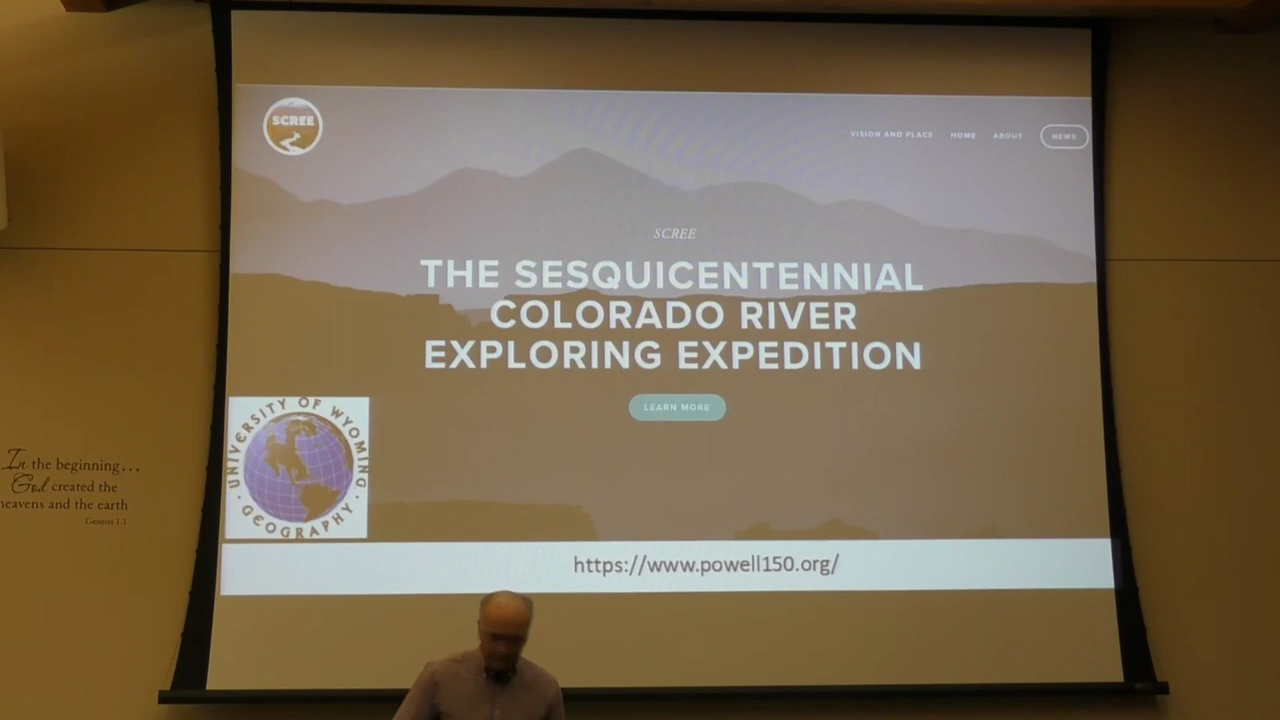 SCREE
VISION AND PLACE
HOME
ABOUT
NEWS
SCREE
THE SESQUICENTENNIAL
COLORADO RIVER
EXPLORING EXPEDITION
LEARN MORE
UNIVERSITY OF WYOMING
· GEOGRAPHY ·
https://www.powell150.org/
In the beginning...
God created the
heavens and the earth
Genesis 1:1